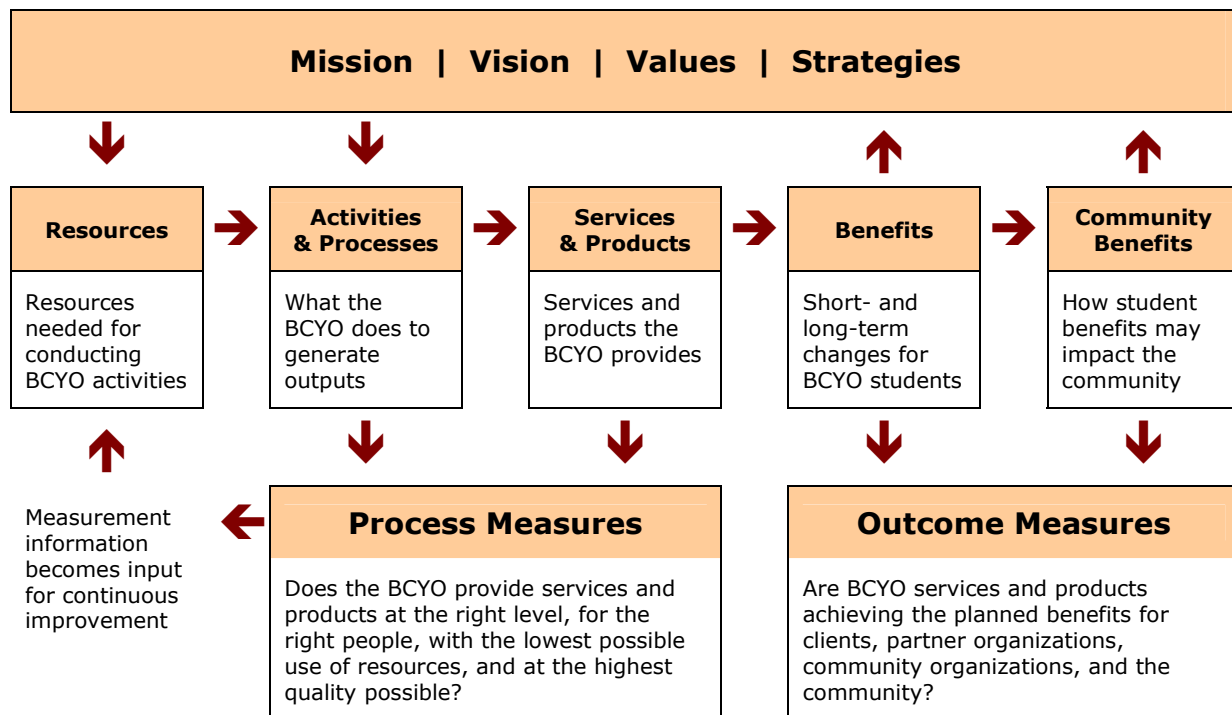 Mission | Vision | Values | Strategies
Resources
Resources
needed for
conducting
BCYO activities
Activities
& Processes
What the
BCYO does to
generate
outputs
Services
& Products
Services and
products the
BCYO provides
Benefits
Short- and
long-term
changes for
BCYO students
Community
Benefits
How student
benefits may
impact the
community
Measurement
information
becomes input
for continuous
improvement
Process Measures
Does the BCYO provide services and
products at the right level, for the
right people, with the lowest possible
use of resources, and at the highest
quality possible?
Outcome Measures
Are BCYO services and products
achieving the planned benefits for
clients, partner organizations,
community organizations, and the
community?